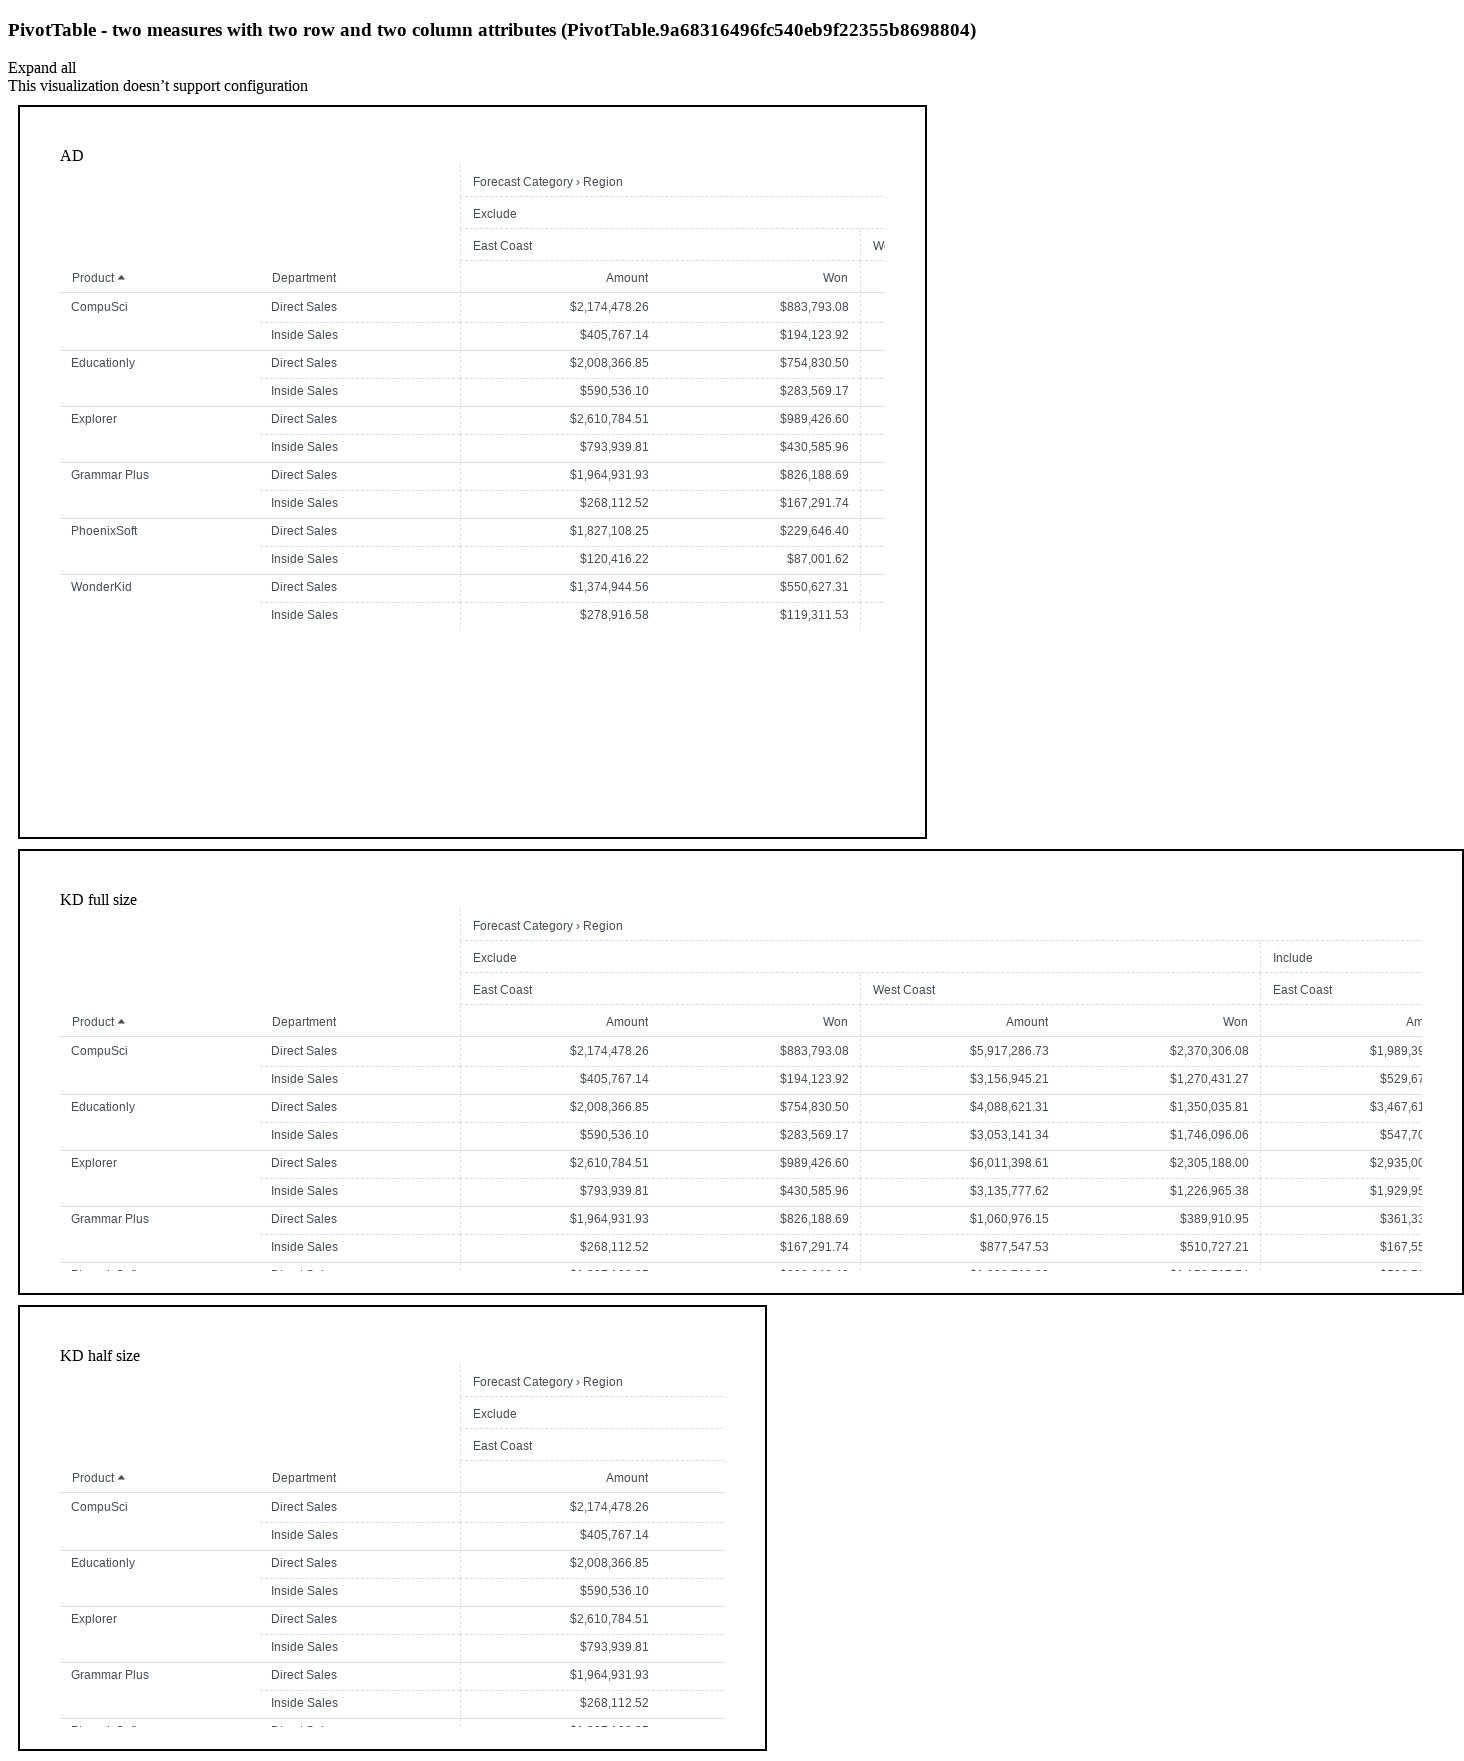 PivotTable - two measures with two row and two column attributes (PivotTable.9a68316496fc540eb9f22355b8698804)
Expand all
This visualization doesn’t support configuration
AD
Forecast Category › Region
Exclude
East Coast
Product Department Amount Won
CompuSci Direct Sales $2,174,478.26 $883,793.08
Inside Sales $405,767.14 $194,123.92
Educationly Direct Sales $2,008,366.85 $754,830.50
Inside Sales $590,536.10 $283,569.17
Explorer Direct Sales $2,610,784.51 $989,426.60
Inside Sales $793,939.81 $430,585.96
Grammar Plus Direct Sales $1,964,931.93 $826,188.69
Inside Sales $268,112.52 $167,291.74
PhoenixSoft Direct Sales $1,827,108.25 $229,646.40
Inside Sales $120,416.22 $87,001.62
WonderKid Direct Sales $1,374,944.56 $550,627.31
Inside Sales $278,916.58 $119,311.53
KD full size
Forecast Category › Region
Exclude Include
East Coast West Coast East Coast
Product Department Amount Won Amount Won Am
CompuSci Direct Sales $2,174,478.26 $883,793.08 $5,917,286.73 $2,370,306.08 $1,989,39
Inside Sales $405,767.14 $194,123.92 $3,156,945.21 $1,270,431.27 $529,67
Educationly Direct Sales $2,008,366.85 $754,830.50 $4,088,621.31 $1,350,035.81 $3,467,61
Inside Sales $590,536.10 $283,569.17 $3,053,141.34 $1,746,096.06 $547,70
Explorer Direct Sales $2,610,784.51 $989,426.60 $6,011,398.61 $2,305,188.00 $2,935,00
Inside Sales $793,939.81 $430,585.96 $3,135,777.62 $1,226,965.38 $1,929,95
Grammar Plus Direct Sales $1,964,931.93 $826,188.69 $1,060,976.15 $389,910.95 $361,33
Inside Sales $268,112.52 $167,291.74 $877,547.53 $510,727.21 $167,55
KD half size
Forecast Category › Region
Exclude
East Coast
Product Department Amount
CompuSci Direct Sales $2,174,478.26
Inside Sales $405,767.14
Educationly Direct Sales $2,008,366.85
Inside Sales $590,536.10
Explorer Direct Sales $2,610,784.51
Inside Sales $793,939.81
Grammar Plus Direct Sales $1,964,931.93
Inside Sales $268,112.52